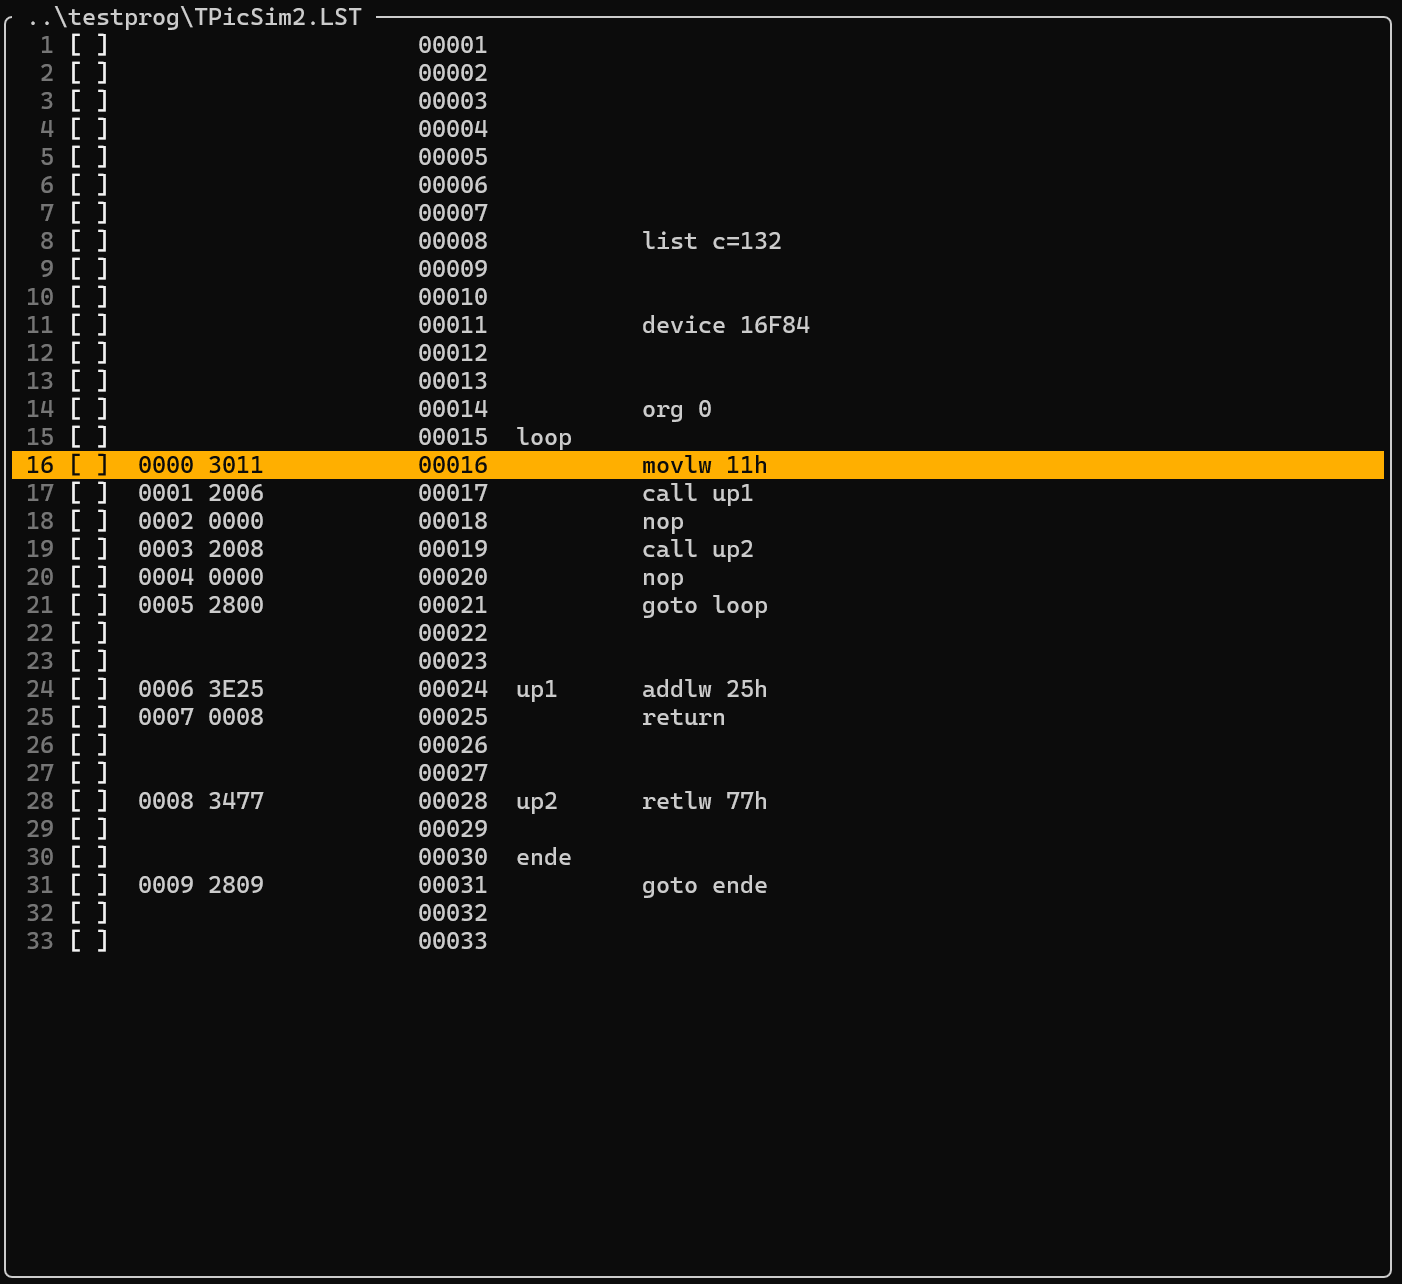 ..\testprog\TPicSim2.LST
1 [ ] 00001
2 [ ] 00002
3 [ ] 00003
4 [ ] 00004
5 [ ] 00005
6 [ ] 00006
7 [ ] 00007
8 [ ] 00008 list c=132
9 [ ] 00009
10 [ ] 00010
11 [ ] 00011 device 16F84
12 [ ] 00012
13 [ ] 00013
14 [ ] 00014 org 0
15 [ ] 00015 loop
16 [ ] 0000 3011 00016 movlw 11h
17 [ ] 0001 2006 00017 call up1
18 [ ] 0002 0000 00018 nop
19 [ ] 0003 2008 00019 call up2
20 [ ] 0004 0000 00020 nop
21 [ ] 0005 2800 00021 goto loop
22 [ ] 00022
23 [ ] 00023
24 [ ] 0006 3E25 00024 up1 addlw 25h
25 [ ] 0007 0008 00025 return
26 [ ] 00026
27 [ ] 00027
28 [ ] 0008 3477 00028 up2 retlw 77h
29 [ ] 00029
30 [ ] 00030 ende
31 [ ] 0009 2809 00031 goto ende
32 [ ] 00032
33 [ ] 00033